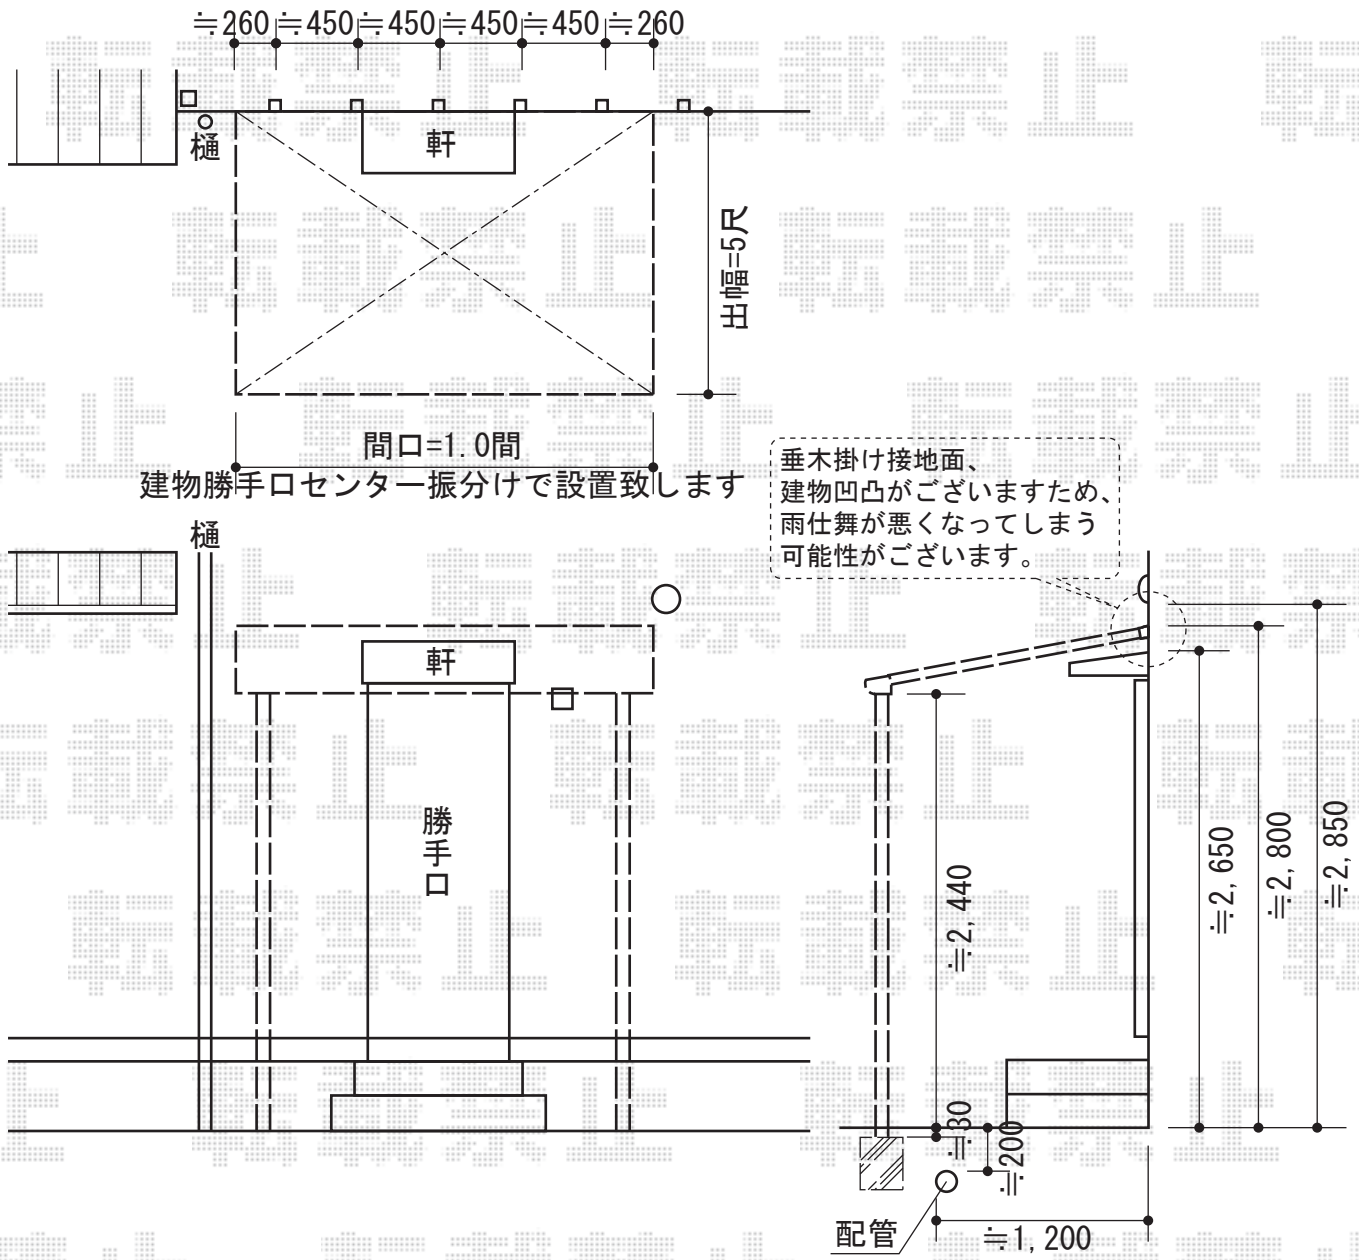 ≒260 ≒450 ≒450 ≒450 ≒450 ≒260
樋
軒
出幅=5尺
間口=1.0間
建物勝手口センター振分けで設置致します
垂木掛け接地面、
建物凹凸がございますため、
雨仕舞が悪くなってしまう
可能性がございます。
樋
軒
勝手口
≒2,440
≒2,650
≒2,800
≒2,850
≒30
≒200
配管
≒1,200
転載禁止